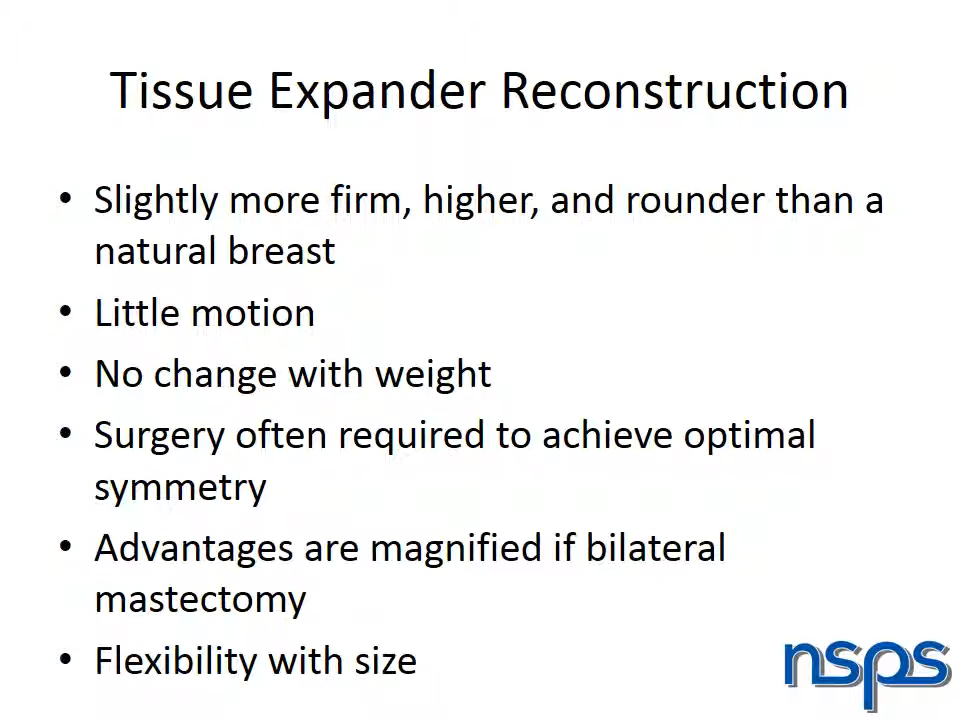 Tissue Expander Reconstruction
• Slightly more firm, higher, and rounder than a
natural breast
• Little motion
• No change with weight
• Surgery often required to achieve optimal
symmetry
• Advantages are magnified if bilateral
mastectomy
• Flexibility with size
nsps